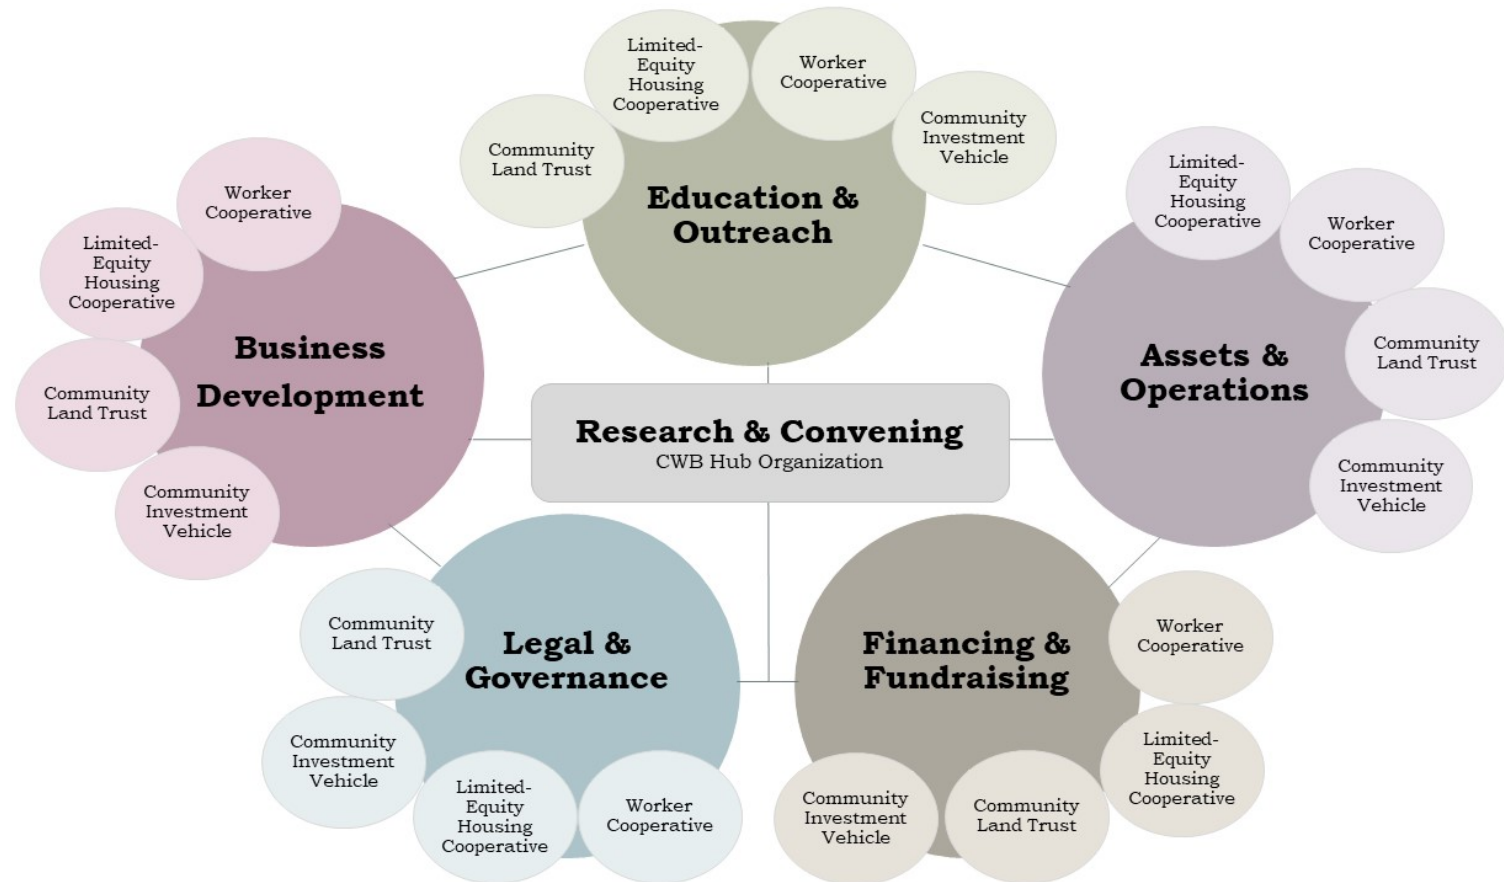 Limited-
Equity
Housing
Cooperative
Worker
Cooperative
Community
Land Trust
Community
Investment
Vehicle
Education &
Outreach
Worker
Cooperative
Limited-
Equity
Housing
Cooperative
Community
Land Trust
Community
Investment
Vehicle
Business
Development
Limited-
Equity
Housing
Cooperative
Worker
Cooperative
Community
Land Trust
Community
Investment
Vehicle
Assets &
Operations
Research & Convening
CWB Hub Organization
Community
Land Trust
Community
Investment
Vehicle
Limited-
Equity
Housing
Cooperative
Worker
Cooperative
Legal &
Governance
Financing &
Fundraising
Worker
Cooperative
Limited-
Equity
Housing
Cooperative
Community
Investment
Vehicle
Community
Land Trust